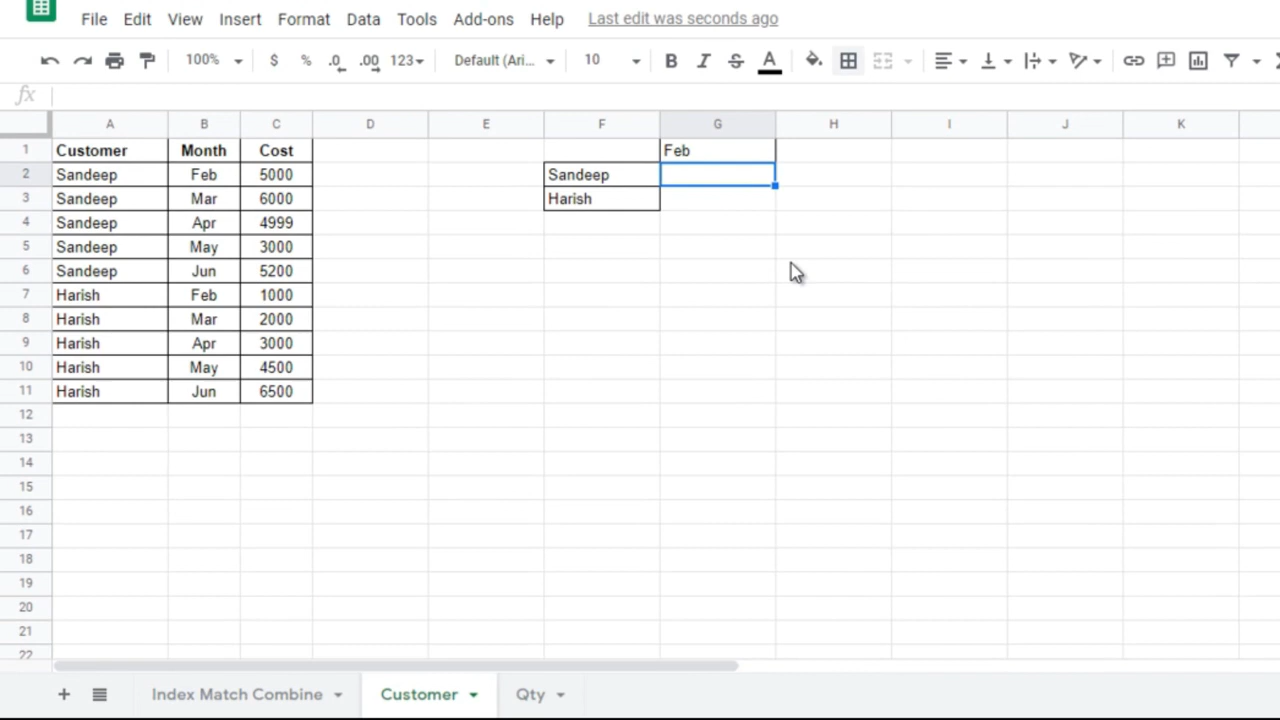 File Edit View Insert Format Data Tools Add-ons Help Last edit was seconds ago
100% $ % .0 .00 123 Default (Ari... 10 B I S A
fx
A B C D E F G H I J K
1 Customer Month Cost Feb
2 Sandeep Feb 5000 Sandeep
3 Sandeep Mar 6000 Harish
4 Sandeep Apr 4999
5 Sandeep May 3000
6 Sandeep Jun 5200
7 Harish Feb 1000
8 Harish Mar 2000
9 Harish Apr 3000
10 Harish May 4500
11 Harish Jun 6500
12
13
14
15
16
17
18
19
20
21
22
+ Index Match Combine Customer Qty